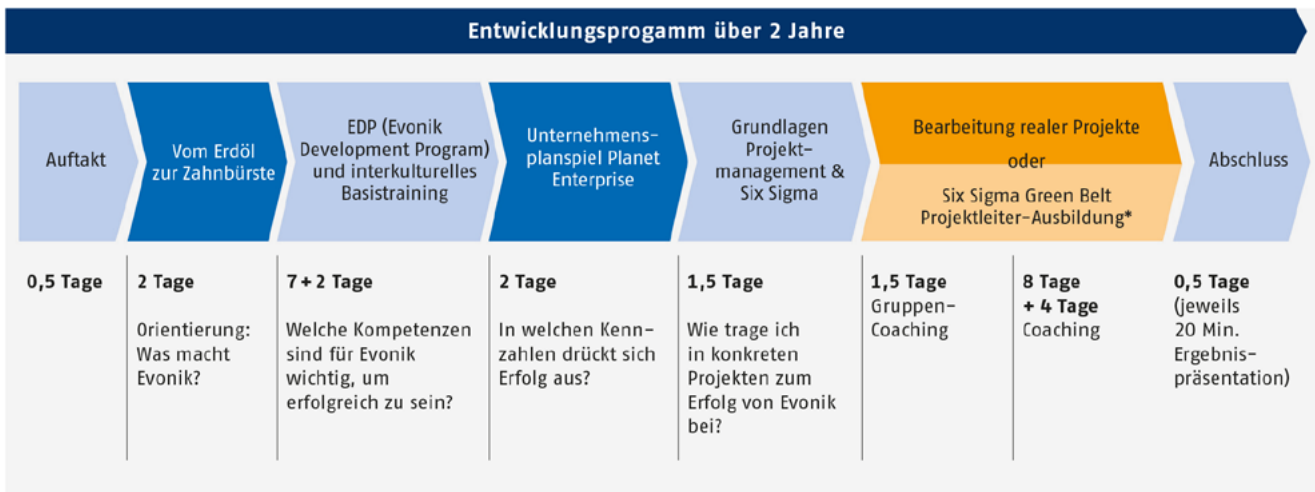 Entwicklungsprogamm über 2 Jahre
Auftakt
Vom Erdöl
zur Zahnbürste
EDP (Evonik
Development Program)
und interkulturelles
Basistraining
Unternehmens-
planspiel Planet
Enterprise
Grundlagen
Projekt-
management &
Six Sigma
Bearbeitung realer Projekte
oder
Six Sigma Green Belt
Projektleiter-Ausbildung*
Abschluss
0,5 Tage
2 Tage
Orientierung:
Was macht
Evonik?
7 + 2 Tage
Welche Kompetenzen
sind für Evonik
wichtig, um
erfolgreich zu sein?
2 Tage
In welchen Kenn-
zahlen drückt sich
Erfolg aus?
1,5 Tage
Wie trage ich
in konkreten
Projekten zum
Erfolg von Evonik
bei?
1,5 Tage
Gruppen-
Coaching
8 Tage
+ 4 Tage
Coaching
0,5 Tage
(jeweils
20 Min.
Ergebnis-
präsentation)